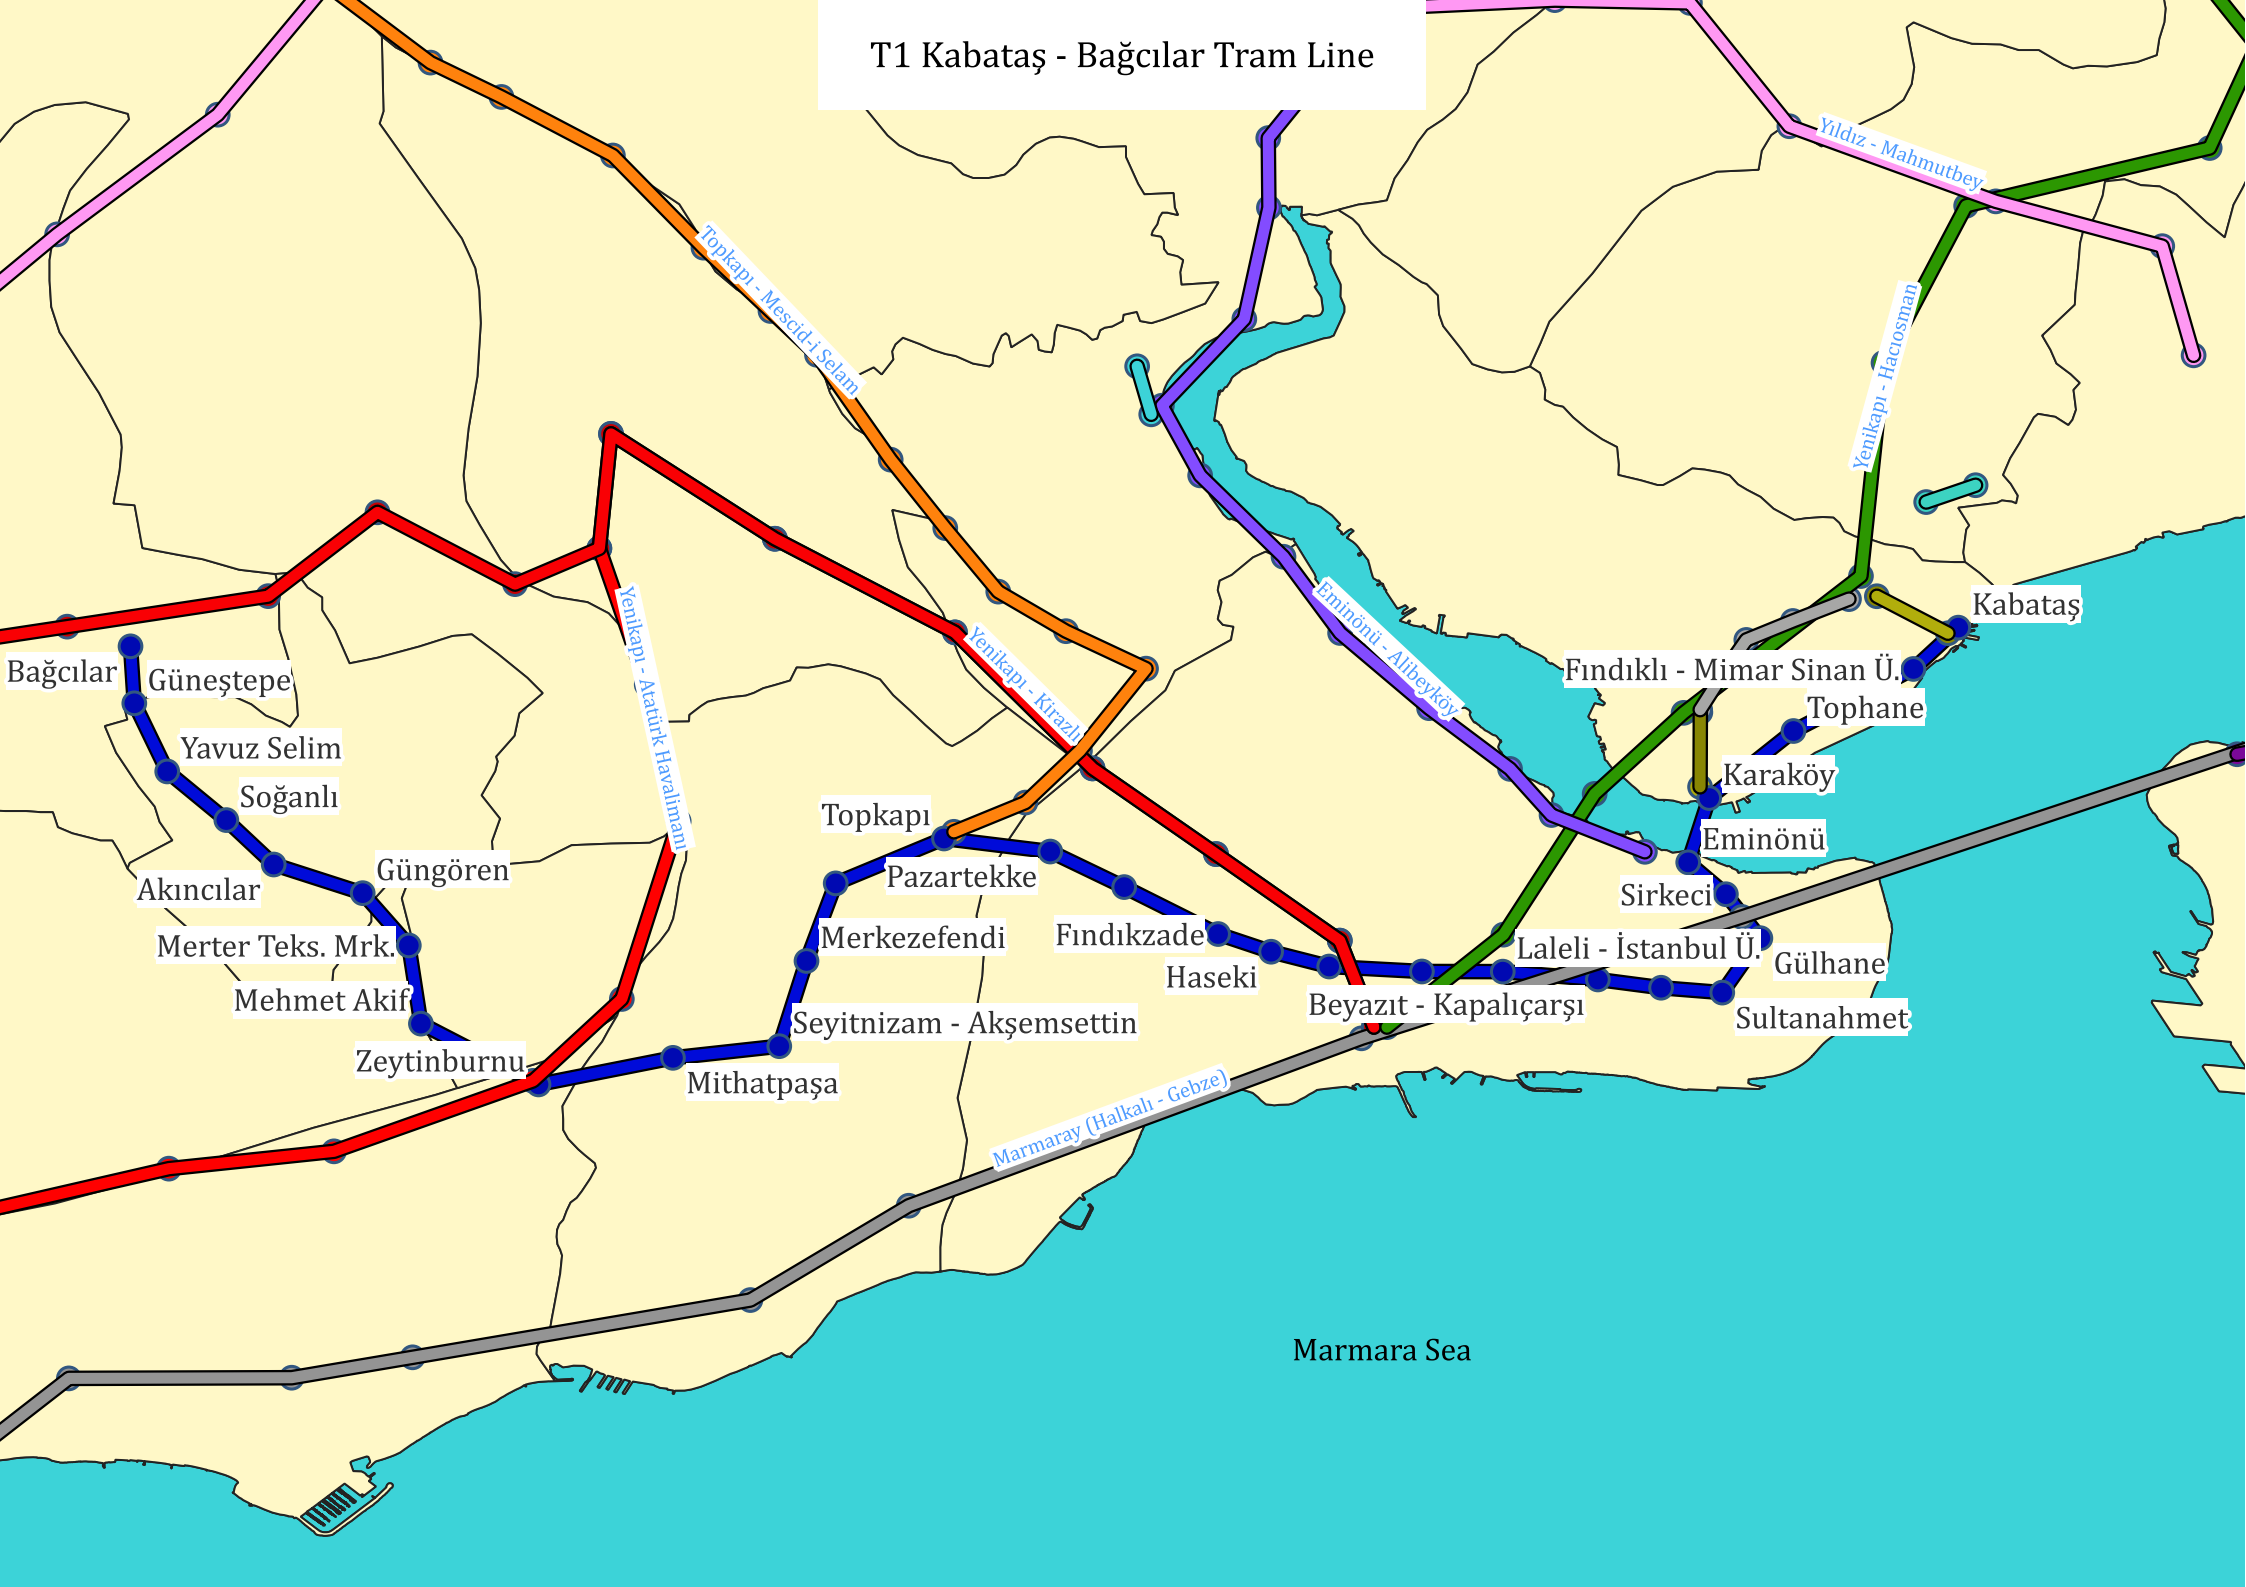 T1 Kabataş - Bağcılar Tram Line
Yıldız - Mahmutbey
Topkapı - Mescid-i Selam
Yenikapı - Hacıosman
Yenikapı - Atatürk Havalimanı
Yenikapı - Kirazlı
Eminönü - Alibeyköy
Kabataş
Bağcılar
Güneştepe
Fındıklı - Mimar Sinan Ü.
Tophane
Yavuz Selim
Karaköy
Soğanlı
Topkapı
Eminönü
Güngören
Akıncılar
Pazartekke
Sirkeci
Merter Teks. Mrk.
Merkezefendi
Fındıkzade
Laleli - İstanbul Ü.
Gülhane
Haseki
Mehmet Akif
Beyazıt - Kapalıçarşı
Seyitnizam - Akşemsettin
Sultanahmet
Zeytinburnu
Mithatpaşa
Marmaray (Halkalı - Gebze)
Marmara Sea